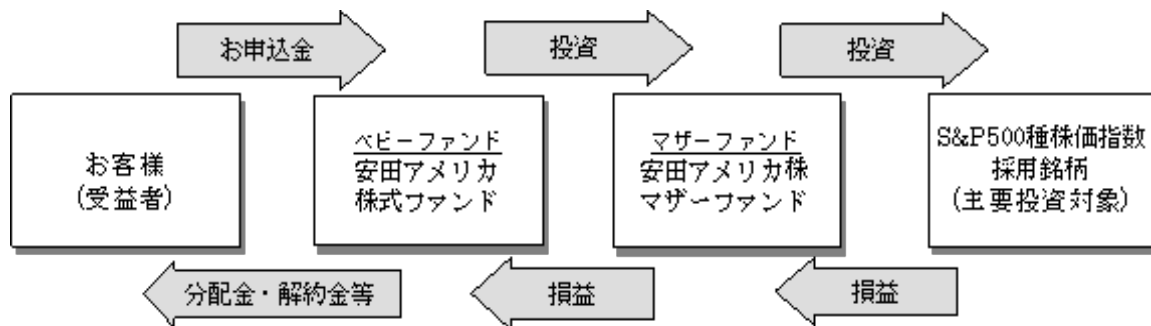 お申込金
投資
投資
お客様
(受益者)
ベビーファンド
安田アメリカ
株式ファンド
マザーファンド
安田アメリカ株
マザーファンド
S&P500種株価指数
採用銘柄
(主要投資対象)
分配金・解約金等
損益
損益